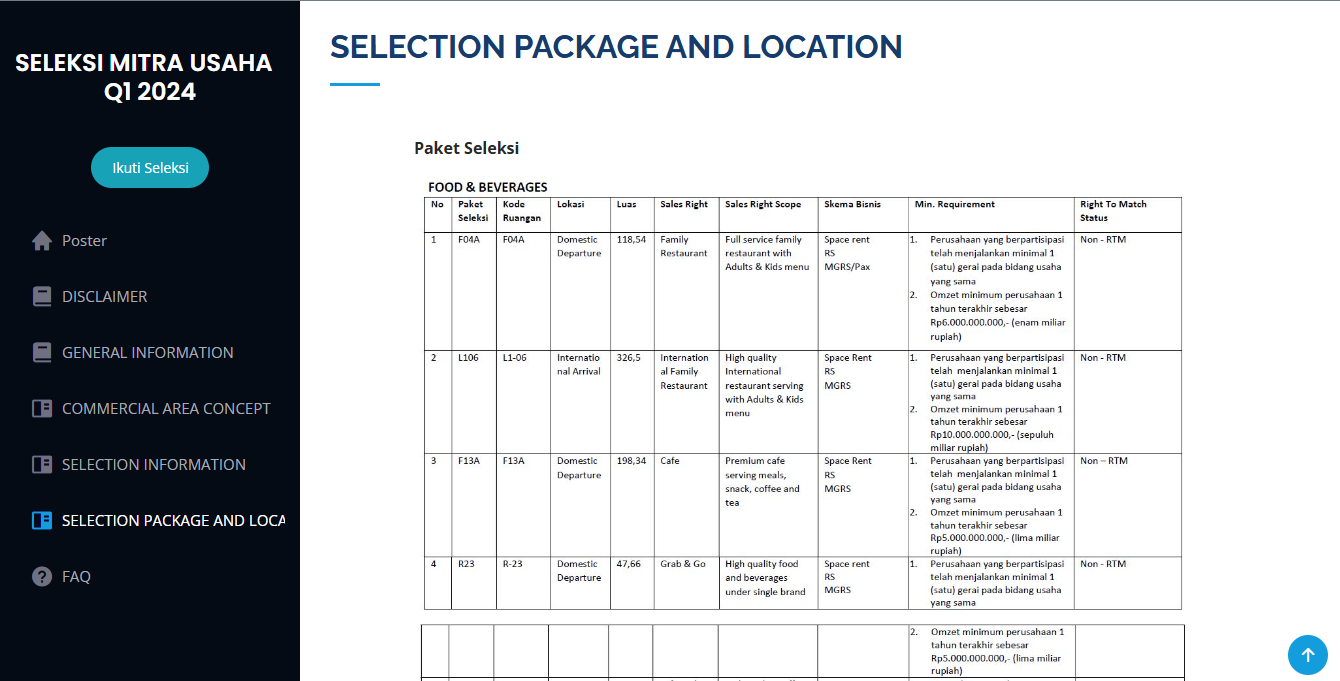 SELEKSI MITRA USAHA
Q1 2024
Ikuti Seleksi
Poster
DISCLAIMER
GENERAL INFORMATION
COMMERCIAL AREA CONCEPT
SELECTION INFORMATION
SELECTION PACKAGE AND LOCA
FAQ
SELECTION PACKAGE AND LOCATION
Paket Seleksi
FOOD & BEVERAGES
No Paket Kode Lokasi Luas Sales Right Sales Right Scope Skema Bisnis Min. Requirement Right To Match
Seleksi Ruangan Status
1 F04A F04A Domestic 118,54 Family Full service family Space rent 1. Perusahaan yang berpartisipasi Non - RTM
Departure Restaurant restaurant with RS telah menjalankan minimal 1
Adults & Kids menu MGRS/Pax (satu) gerai pada bidang usaha
yang sama
2. Omzet minimum perusahaan 1
tahun terakhir sebesar
Rp6.000.000.000,- (enam miliar
rupiah)
2 L106 L1-06 Internatio 326,5 Internation High quality Space Rent 1. Perusahaan yang berpartisipasi Non - RTM
nal Arrival al Family International RS telah menjalankan minimal 1
Restaurant restaurant serving MGRS (satu) gerai pada bidang usaha
with Adults & Kids yang sama
menu 2. Omzet minimum perusahaan 1
tahun terakhir sebesar
Rp10.000.000.000,- (sepuluh
miliar rupiah)
3 F13A F13A Domestic 198,34 Cafe Premium cafe Space Rent 1. Perusahaan yang berpartisipasi Non – RTM
Departure serving meals, RS telah menjalankan minimal 1
snack, coffee and MGRS (satu) gerai pada bidang usaha
tea yang sama
2. Omzet minimum perusahaan 1
tahun terakhir sebesar
Rp5.000.000.000,- (lima miliar
rupiah)
4 R23 R-23 Domestic 47,66 Grab & Go High quality food Space rent 1. Perusahaan yang berpartisipasi Non - RTM
Departure and beverages RS telah menjalankan minimal 1
under single brand MGRS (satu) gerai pada bidang usaha
yang sama
2. Omzet minimum perusahaan 1
tahun terakhir sebesar
Rp5.000.000.000,- (lima miliar
rupiah)